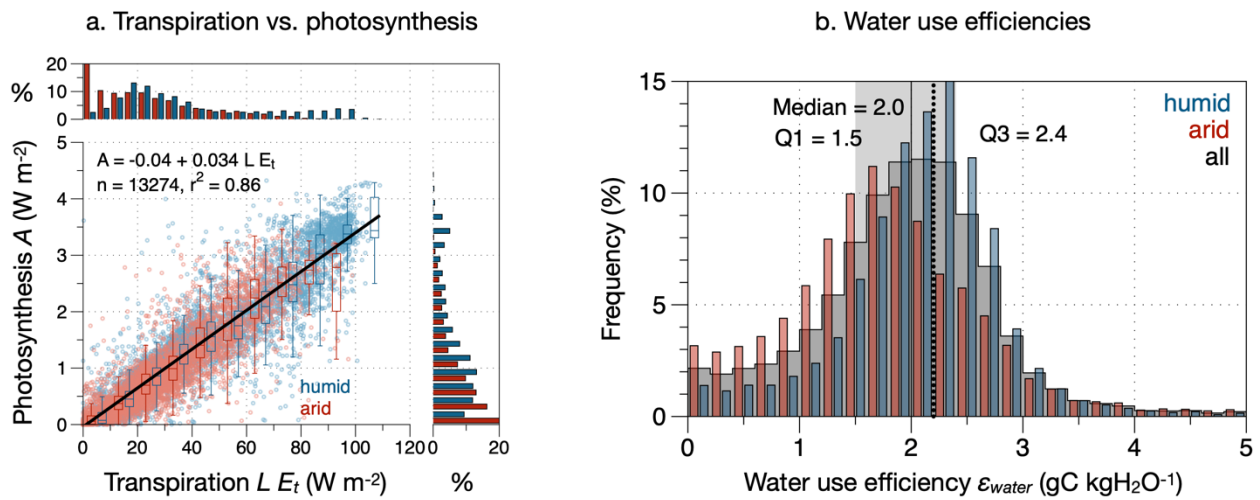 a. Transpiration vs. photosynthesis
20
%
10
0
5
4
3
2
1
0
Photosynthesis A (W m-2)
A = -0.04 + 0.034 L Et
n = 13274, r2 = 0.86
humid
arid
0 20 40 60 80 100 120
0 20
Transpiration L Et (W m-2)
%
b. Water use efficiencies
15
10
5
0
Frequency (%)
Median = 2.0
Q1 = 1.5
Q3 = 2.4
humid
arid
all
0 1 2 3 4 5
Water use efficiency εwater (gC kgH2O-1)